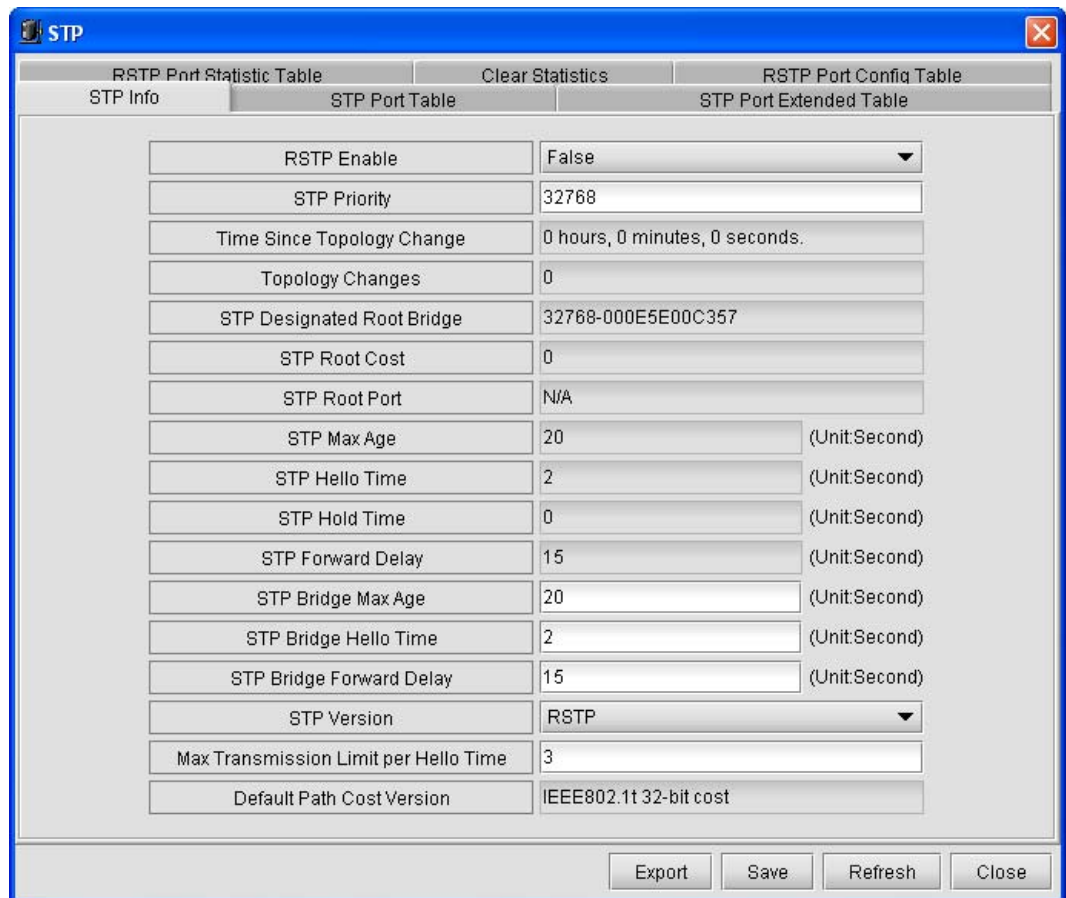 STP
RSTP Port Statistic Table Clear Statistics RSTP Port Config Table
STP Info STP Port Table STP Port Extended Table
RSTP Enable False
STP Priority 32768
Time Since Topology Change 0 hours, 0 minutes, 0 seconds.
Topology Changes 0
STP Designated Root Bridge 32768-000E5E00C357
STP Root Cost 0
STP Root Port N/A
STP Max Age 20 (Unit:Second)
STP Hello Time 2 (Unit:Second)
STP Hold Time 0 (Unit:Second)
STP Forward Delay 15 (Unit:Second)
STP Bridge Max Age 20 (Unit:Second)
STP Bridge Hello Time 2 (Unit:Second)
STP Bridge Forward Delay 15 (Unit:Second)
STP Version RSTP
Max Transmission Limit per Hello Time 3
Default Path Cost Version IEEE802.1t 32-bit cost
Export Save Refresh Close